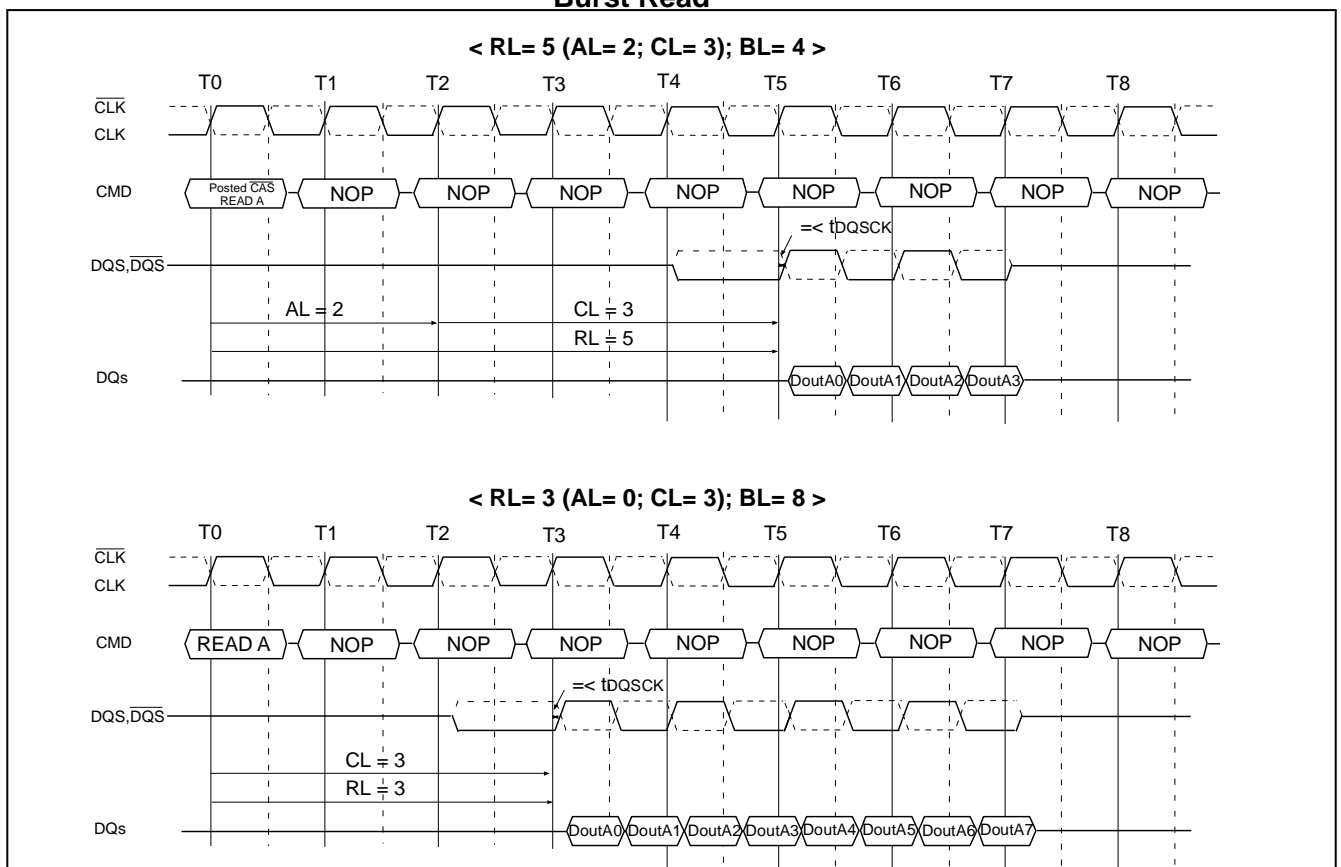 Burst Read
< RL= 5 (AL= 2; CL= 3); BL= 4 >
T0 T1 T2 T3 T4 T5 T6 T7 T8
CLK
CLK
CMD Posted CAS READ A NOP NOP NOP NOP NOP NOP NOP NOP
=< tDQSCK
DQS,DQS
AL = 2 CL = 3
RL = 5
DQs DoutA0 DoutA1 DoutA2 DoutA3
< RL= 3 (AL= 0; CL= 3); BL= 8 >
T0 T1 T2 T3 T4 T5 T6 T7 T8
CLK
CLK
CMD READ A NOP NOP NOP NOP NOP NOP NOP NOP
=< tDQSCK
DQS,DQS
CL = 3
RL = 3
DQs DoutA0 DoutA1 DoutA2 DoutA3 DoutA4 DoutA5 DoutA6 DoutA7